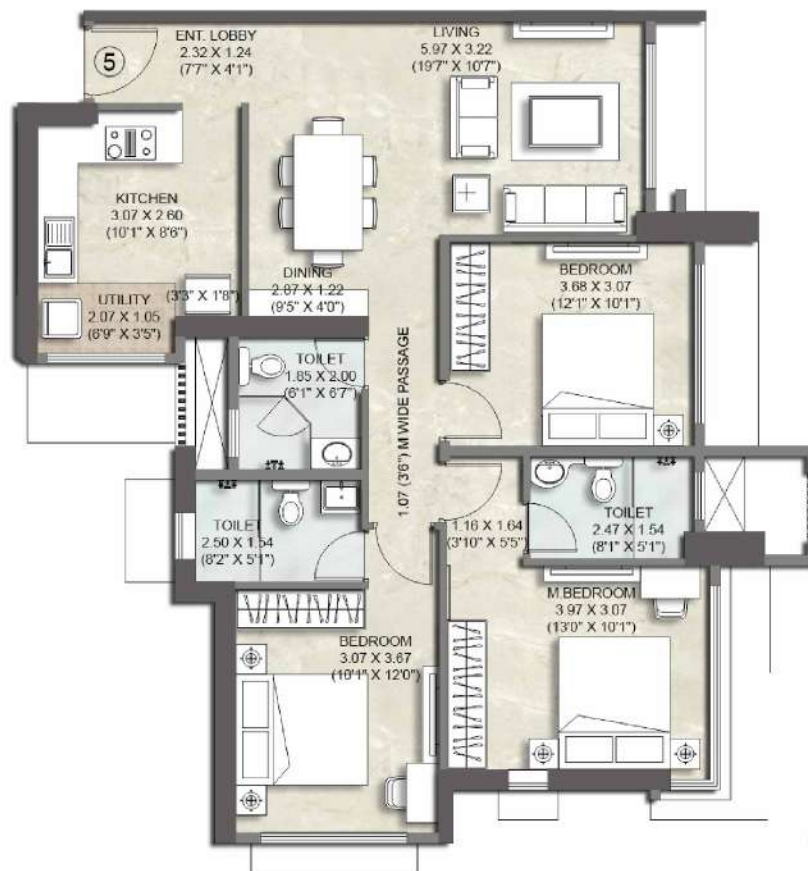 5
ENT. LOBBY
2.32 X 1.24
(7'7" X 4'1")
LIVING
5.97 X 3.22
(19'7" X 10'7")
KITCHEN
3.07 X 2.60
(10'1" X 8'6")
DINING
2.87 X 1.22
(9'5" X 4'0")
BEDROOM
3.68 X 3.07
(12'1" X 10'1")
UTILITY
2.07 X 1.05
(6'9" X 3'5")
(3'3" X 1'8")
TOILET
1.85 X 2.00
(6'1" X 6'7")
1.07 (3'6") M WIDE PASSAGE
TOILET
2.50 X 1.54
(8'2" X 5'1")
1.16 X 1.64
(3'10" X 5'5")
TOILET
2.47 X 1.54
(8'1" X 5'1")
M.BEDROOM
3.97 X 3.07
(13'0" X 10'1")
BEDROOM
3.07 X 3.67
(10'1" X 12'0")